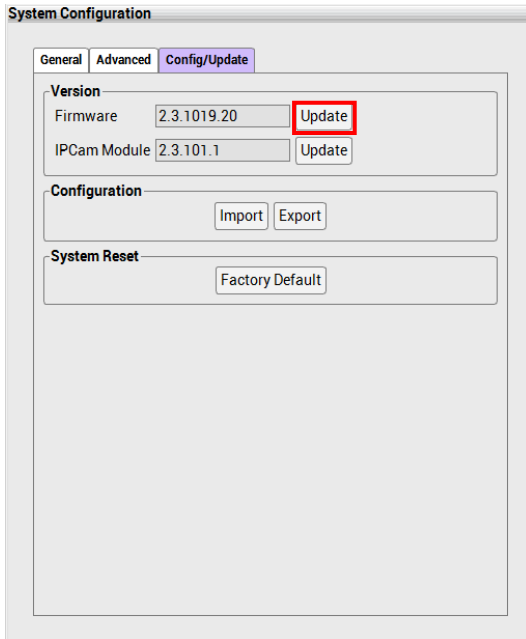 System Configuration
General Advanced Config/Update
Version
Firmware 2.3.1019.20 Update
IPCam Module 2.3.101.1 Update
Configuration
Import Export
System Reset
Factory Default